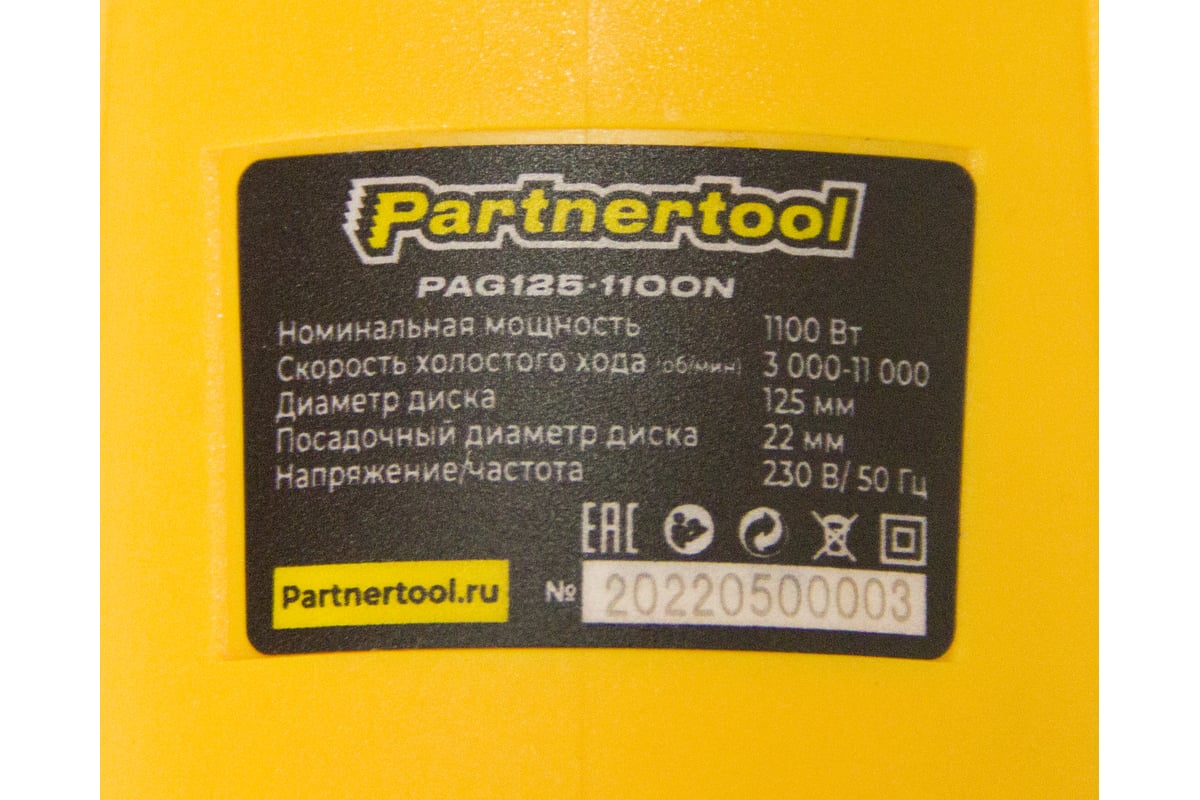 Partnertool
PAG125-1100N
Номинальная мощность 1100 Вт
Скорость холостого хода (об/мин) 3 000-11 000
Диаметр диска 125 мм
Посадочный диаметр диска 22 мм
Напряжение/частота 230 В/ 50 Гц
EAC
Partnertool.ru № 20220500003